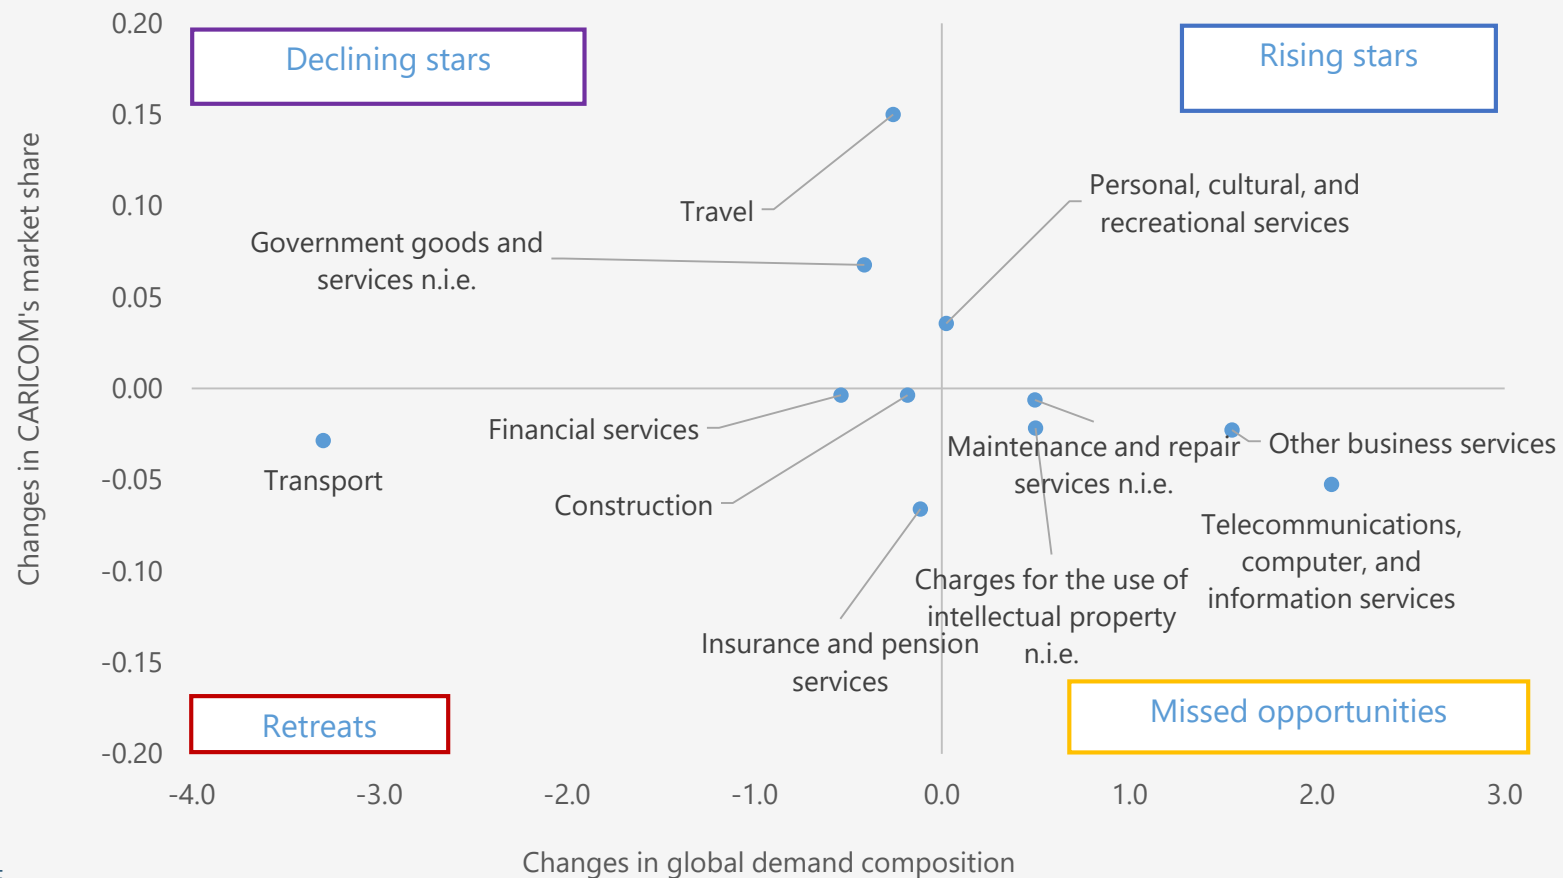 0.20
0.15
0.10
0.05
0.00
-0.05
-0.10
-0.15
-0.20
Changes in CARICOM's market share
Declining stars
Rising stars
Travel
Personal, cultural, and
recreational services
Government goods and
services n.i.e.
Financial services
Transport
Construction
Maintenance and repair
services n.i.e.
Other business services
Telecommunications,
computer, and
information services
Charges for the use of
intellectual property
n.i.e.
Insurance and pension
services
Retreats
Missed opportunities
-4.0
-3.0
-2.0
-1.0
0.0
1.0
2.0
3.0
Changes in global demand composition